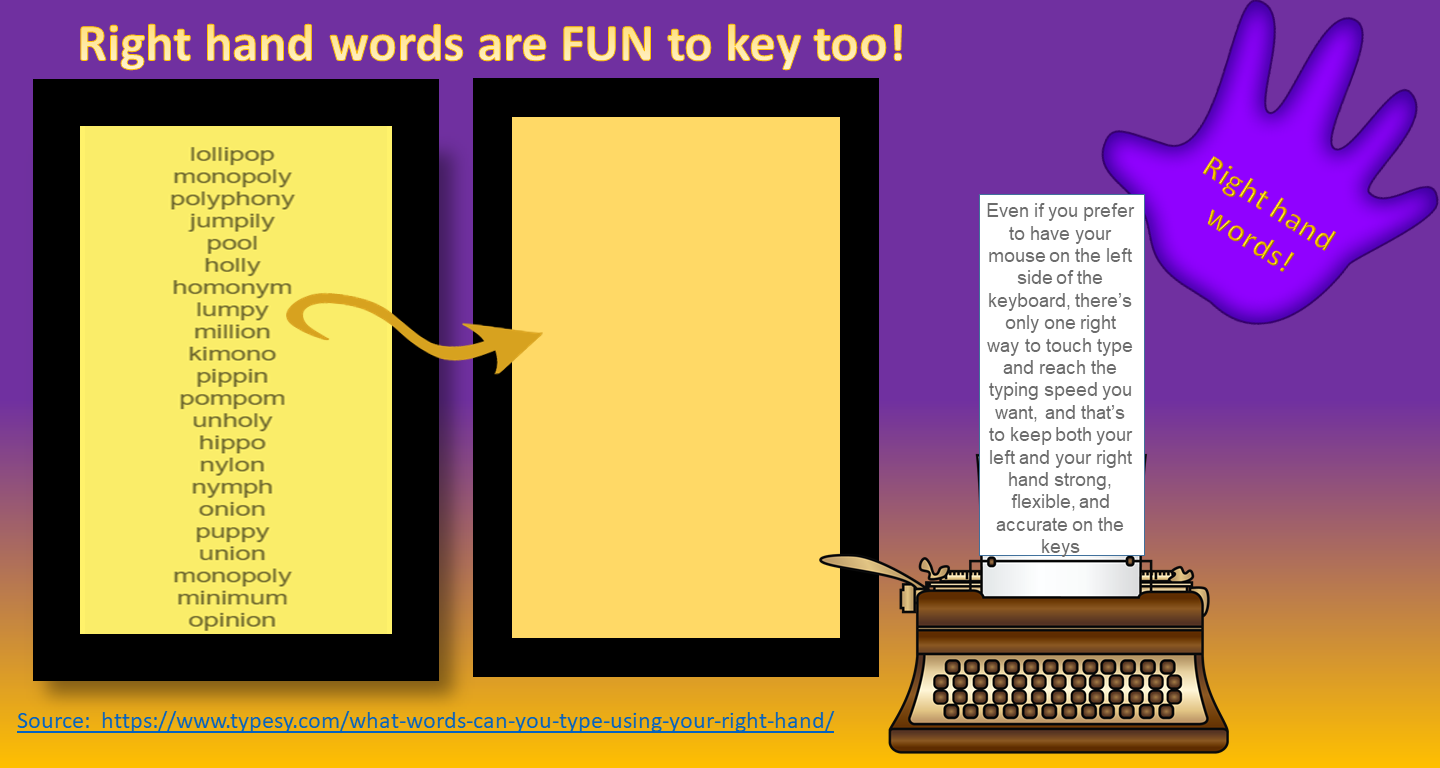 Right hand words are FUN to key too!
lollipop
monopoly
polyphony
jumpily
pool
holly
homonym
lumpy
million
kimono
pippin
pompom
unholy
hippo
nylon
nymph
onion
puppy
union
monopoly
minimum
opinion
Even if you prefer
to have your
mouse on the left
side of the
keyboard, there’s
only one right
way to touch type
and reach the
typing speed you
want, and that’s
to keep both your
left and your right
hand strong,
flexible, and
accurate on the
keys
Right hand
words!
Source: https://www.typesy.com/what-words-can-you-type-using-your-right-hand/